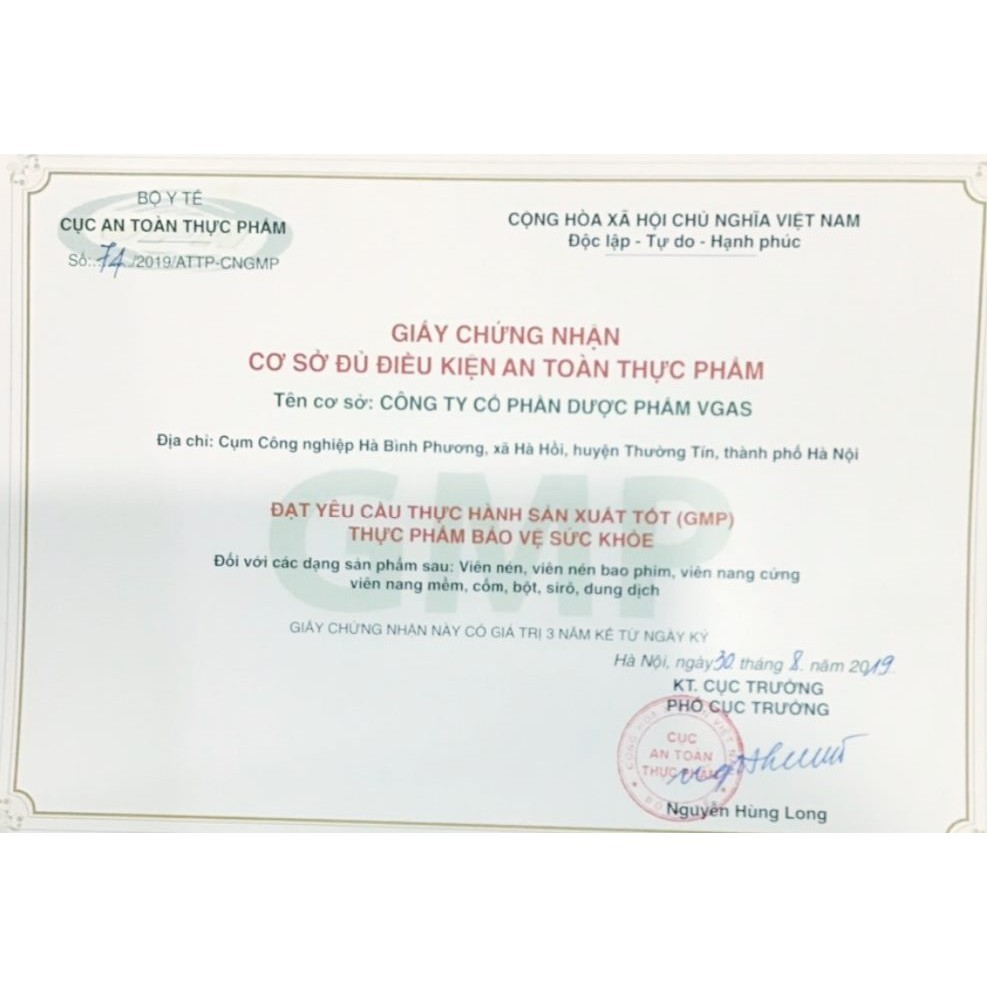 BỘ Y TẾ
CỤC AN TOÀN THỰC PHẨM
Số:.74./2019/ATTP-CNGMP
CỘNG HÒA XÃ HỘI CHỦ NGHĨA VIỆT NAM
Độc lập - Tự do - Hạnh phúc
GIẤY CHỨNG NHẬN
CƠ SỞ ĐỦ ĐIỀU KIỆN AN TOÀN THỰC PHẨM
Tên cơ sở: CÔNG TY CỔ PHẦN DƯỢC PHẨM VGAS
Địa chỉ: Cụm Công nghiệp Hà Bình Phương, xã Hà Hồi, huyện Thường Tín, thành phố Hà Nội
GMP
ĐẠT YÊU CẦU THỰC HÀNH SẢN XUẤT TỐT (GMP)
THỰC PHẨM BẢO VỆ SỨC KHỎE
Đối với các dạng sản phẩm sau: Viên nén, viên nén bao phim, viên nang cứng
viên nang mềm, cốm, bột, sirô, dung dịch
GIẤY CHỨNG NHẬN NÀY CÓ GIÁ TRỊ 3 NĂM KỂ TỪ NGÀY KÝ
Hà Nội, ngày 30 tháng 8. năm 2019
KT. CỤC TRƯỞNG
PHÓ CỤC TRƯỞNG
CỤC
AN TOÀN
THỰC PHẨM
Nguyễn Hùng Long